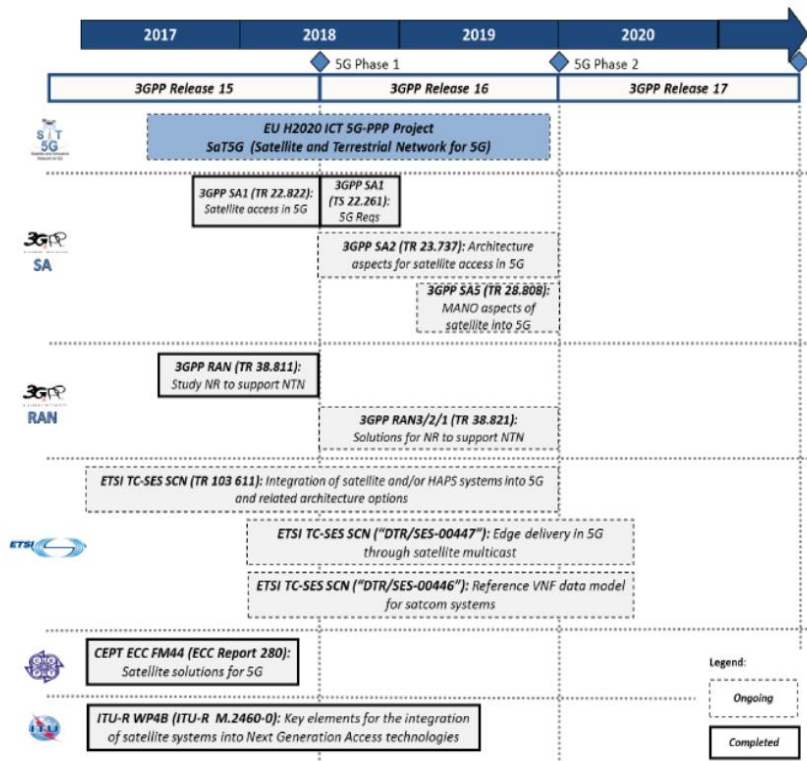 2017 2018 2019 2020
5G Phase 1 5G Phase 2
3GPP Release 15 3GPP Release 16 3GPP Release 17
SaT
5G
EU H2020 ICT 5G-PPP Project
SaT5G (Satellite and Terrestrial Network for 5G)
3GPP
SA
3GPP SA1 (TR 22.822):
Satellite access in 5G
3GPP SA1
(TS 22.261):
5G Reqs
3GPP SA2 (TR 23.737): Architecture
aspects for satellite access in 5G
3GPP SA5 (TR 28.808):
MANO aspects of
satellite into 5G
3GPP
RAN
3GPP RAN (TR 38.811):
Study NR to support NTN
3GPP RAN3/2/1 (TR 38.821):
Solutions for NR to support NTN
ETSI
ETSI TC-SES SCN (TR 103 611): Integration of satellite and/or HAPS systems into 5G
and related architecture options
ETSI TC-SES SCN ("DTR/SES-00447"): Edge delivery in 5G
through satellite multicast
ETSI TC-SES SCN ("DTR/SES-00446"): Reference VNF data model
for satcom systems
CEPT ECC FM44 (ECC Report 280):
Satellite solutions for 5G
ITU
ITU-R WP4B (ITU-R M.2460-0): Key elements for the integration
of satellite systems into Next Generation Access technologies
Legend:
Ongoing
Completed